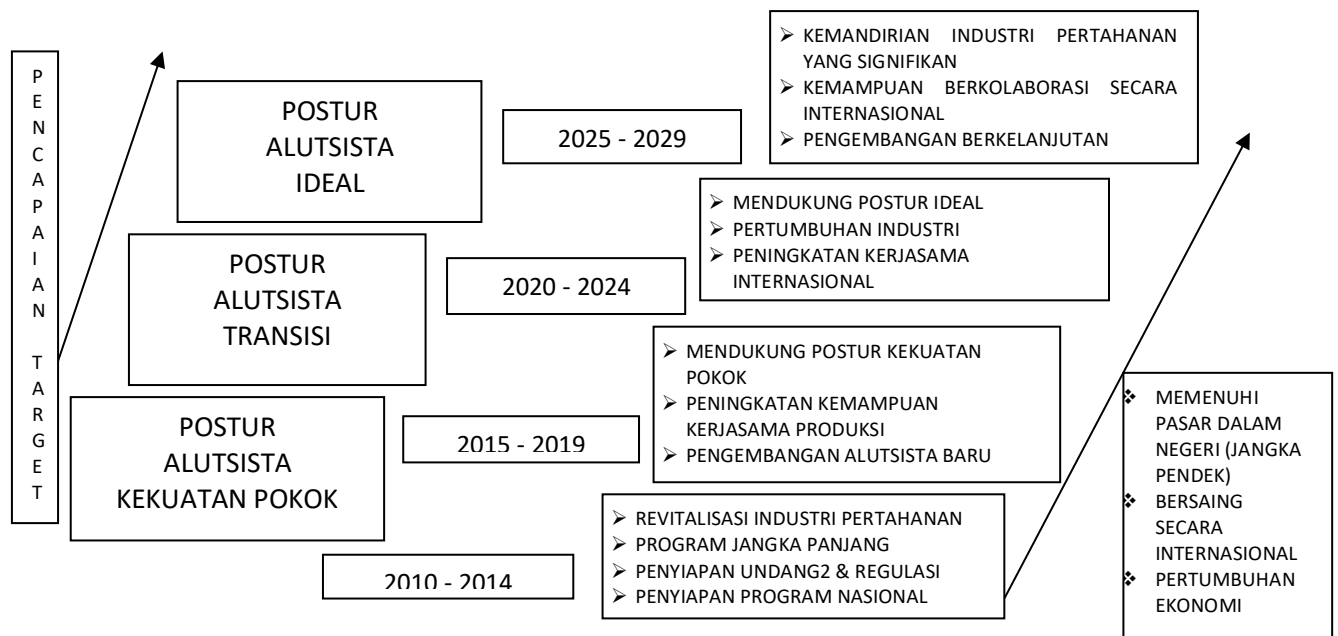 PENCAPAIAN TARGET
POSTUR
ALUTSISTA
IDEAL
2025 - 2029
➢ KEMANDIRIAN INDUSTRI PERTAHANAN
YANG SIGNIFIKAN
➢ KEMAMPUAN BERKOLABORASI SECARA
INTERNASIONAL
➢ PENGEMBANGAN BERKELANJUTAN
POSTUR
ALUTSISTA
TRANSISI
2020 - 2024
➢ MENDUKUNG POSTUR IDEAL
➢ PERTUMBUHAN INDUSTRI
➢ PENINGKATAN KERJASAMA
INTERNASIONAL
POSTUR
ALUTSISTA
KEKUATAN POKOK
2015 - 2019
➢ MENDUKUNG POSTUR KEKUATAN
POKOK
➢ PENINGKATAN KEMAMPUAN
KERJASAMA PRODUKSI
➢ PENGEMBANGAN ALUTSISTA BARU
2010 - 2014
➢ REVITALISASI INDUSTRI PERTAHANAN
➢ PROGRAM JANGKA PANJANG
➢ PENYIAPAN UNDANG2 & REGULASI
➢ PENYIAPAN PROGRAM NASIONAL
❖ MEMENUHI
PASAR DALAM
NEGERI (JANGKA
PENDEK)
❖ BERSAING
SECARA
INTERNASIONAL
❖ PERTUMBUHAN
EKONOMI